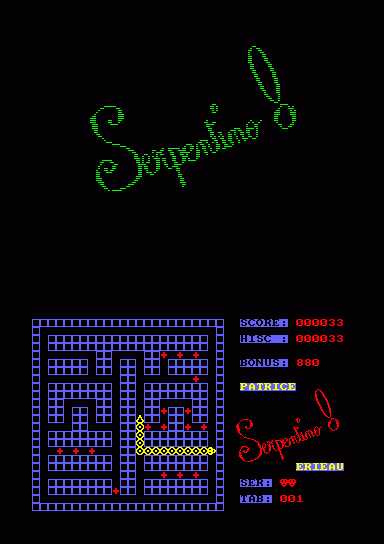 Serpentino!
SCORE: 000033
HISC : 000033
BONUS: 880
PATRICE
Serpentino!
ERIEAU
SER:
TAB: 001